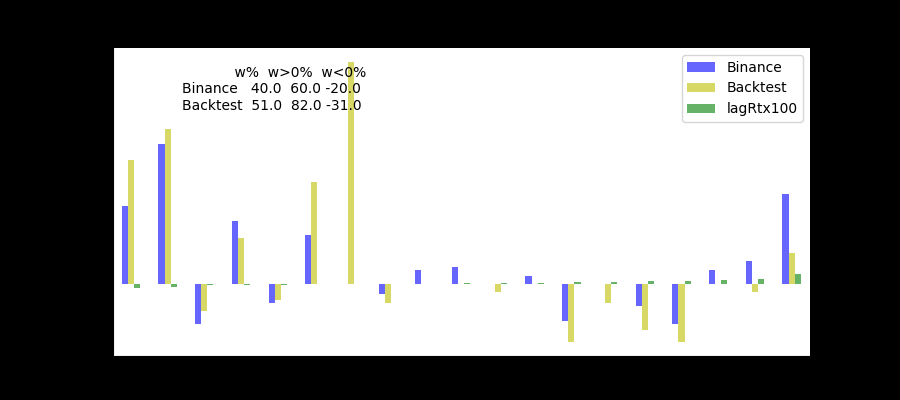 w%  w>0%  w<0%
Binance   40.0  60.0 -20.0
Backtest  51.0  82.0 -31.0
Binance
Backtest
lagRtx100